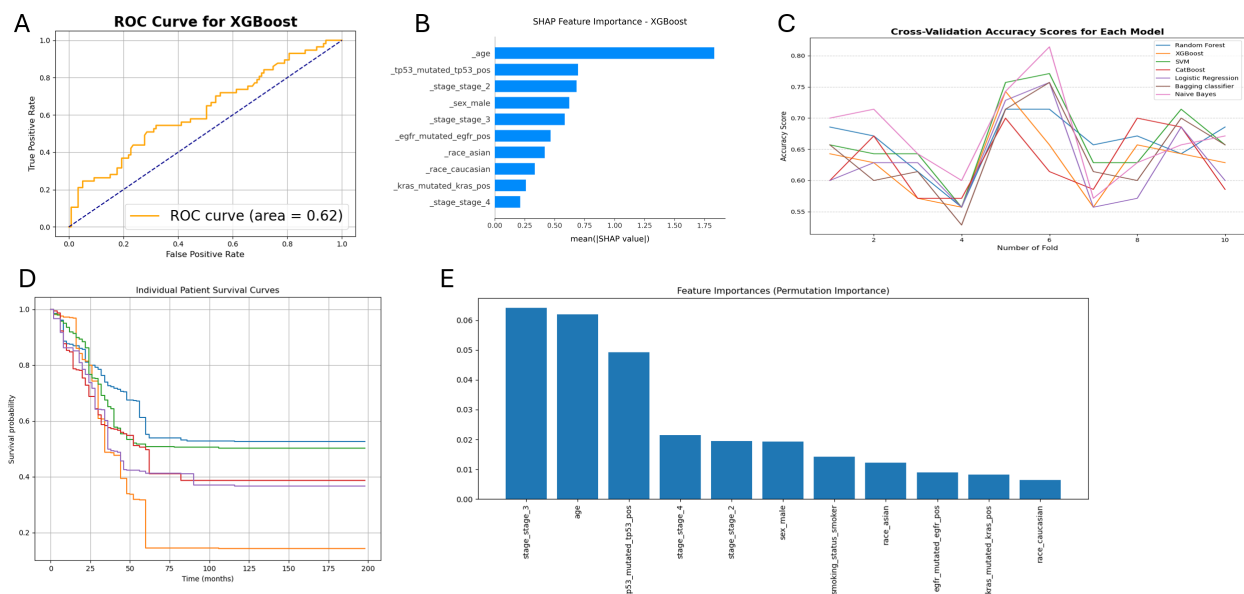 A
ROC Curve for XGBoost
1.0
0.8
0.6
0.4
0.2
0.0
True Positive Rate
ROC curve (area = 0.62)
0.0 0.2 0.4 0.6 0.8 1.0
False Positive Rate
B
SHAP Feature Importance - XGBoost
_age
_tp53_mutated_tp53_pos
_stage_stage_2
_sex_male
_stage_stage_3
_egfr_mutated_egfr_pos
_race_asian
_race_caucasian
_kras_mutated_kras_pos
_stage_stage_4
0.00 0.25 0.50 0.75 1.00 1.25 1.50 1.75
mean(|SHAP value|)
C
Cross-Validation Accuracy Scores for Each Model
0.80
0.75
0.70
0.65
0.60
0.55
Accuracy Score
Random Forest
XGBoost
SVM
CatBoost
Logistic Regression
Bagging classifier
Naive Bayes
2 4 6 8 10
Number of Fold
D
Individual Patient Survival Curves
1.0
0.8
0.6
0.4
0.2
Survival probability
0 25 50 75 100 125 150 175 200
Time (months)
E
Feature Importances (Permutation Importance)
0.06
0.05
0.04
0.03
0.02
0.01
0.00
stage_stage_3
age
p53_mutated_tp53_pos
stage_stage_4
stage_stage_2
sex_male
smoking_status_smoker
race_asian
egfr_mutated_egfr_pos
kras_mutated_kras_pos
race_caucasian